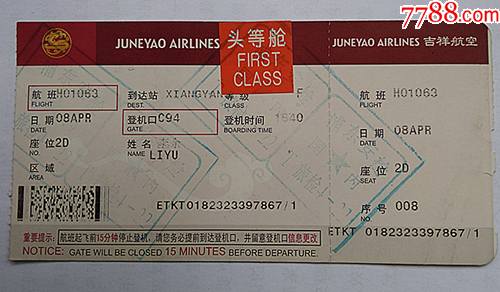 7788.com
JUNEYAO AIRLINES
头等舱
FIRST
CLASS
JUNEYAO AIRLINES 吉祥航空
航 班 HO1063
FLIGHT
到达站 XIANGYAN
DEST.
等级 F
CLASS
日 期 08APR
DATE
登机口 C94
GATE
登机时间 1640
BOARDING TIME
座 位 2D
SEAT
姓 名
NAME LIYU
区 域
AREA
ETKT0182323397867/1
重要提示：航班起飞前15分钟停止登机，请您务必提前到达登机口，并留意登机口信息更改
NOTICE: GATE WILL BE CLOSED 15 MINUTES BEFORE DEPARTURE.
航 班 HO1063
FLIGHT
日 期 08APR
DATE
座 位 2D
SEAT
序 号 008
NO.
ETKT 0182323397867/1